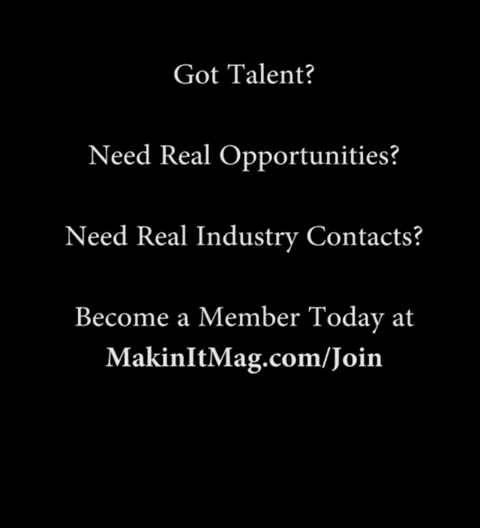 Got Talent?
Need Real Opportunities?
Need Real Industry Contacts?
Become a Member Today at
MakinItMag.com/Join